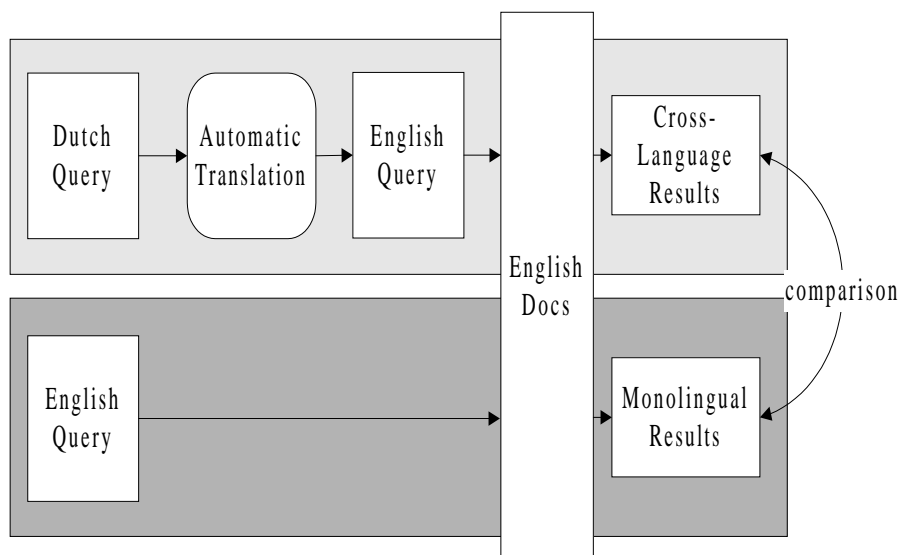 Dutch
Query
Automatic
Translation
English
Query
Cross-
Language
Results
English
Docs
comparison
English
Query
Monolingual
Results